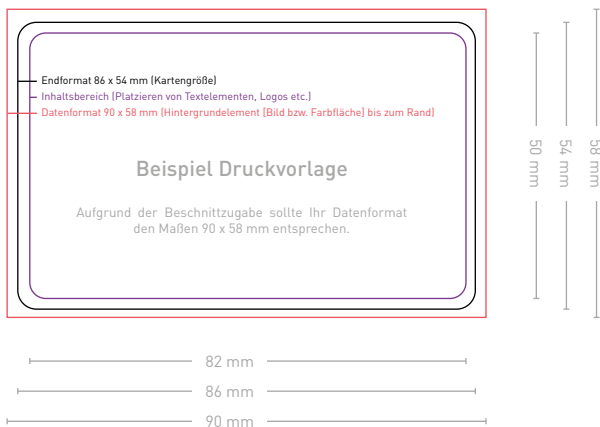 Endformat 86 x 54 mm (Kartengröße)
Inhaltsbereich (Platzieren von Textelementen, Logos etc.)
Datenformat 90 x 58 mm (Hintergrundelement [Bild bzw. Farbfläche] bis zum Rand)
Beispiel Druckvorlage
Aufgrund der Beschnittzugabe sollte Ihr Datenformat
den Maßen 90 x 58 mm entsprechen.
50 mm
54 mm
58 mm
82 mm
86 mm
90 mm